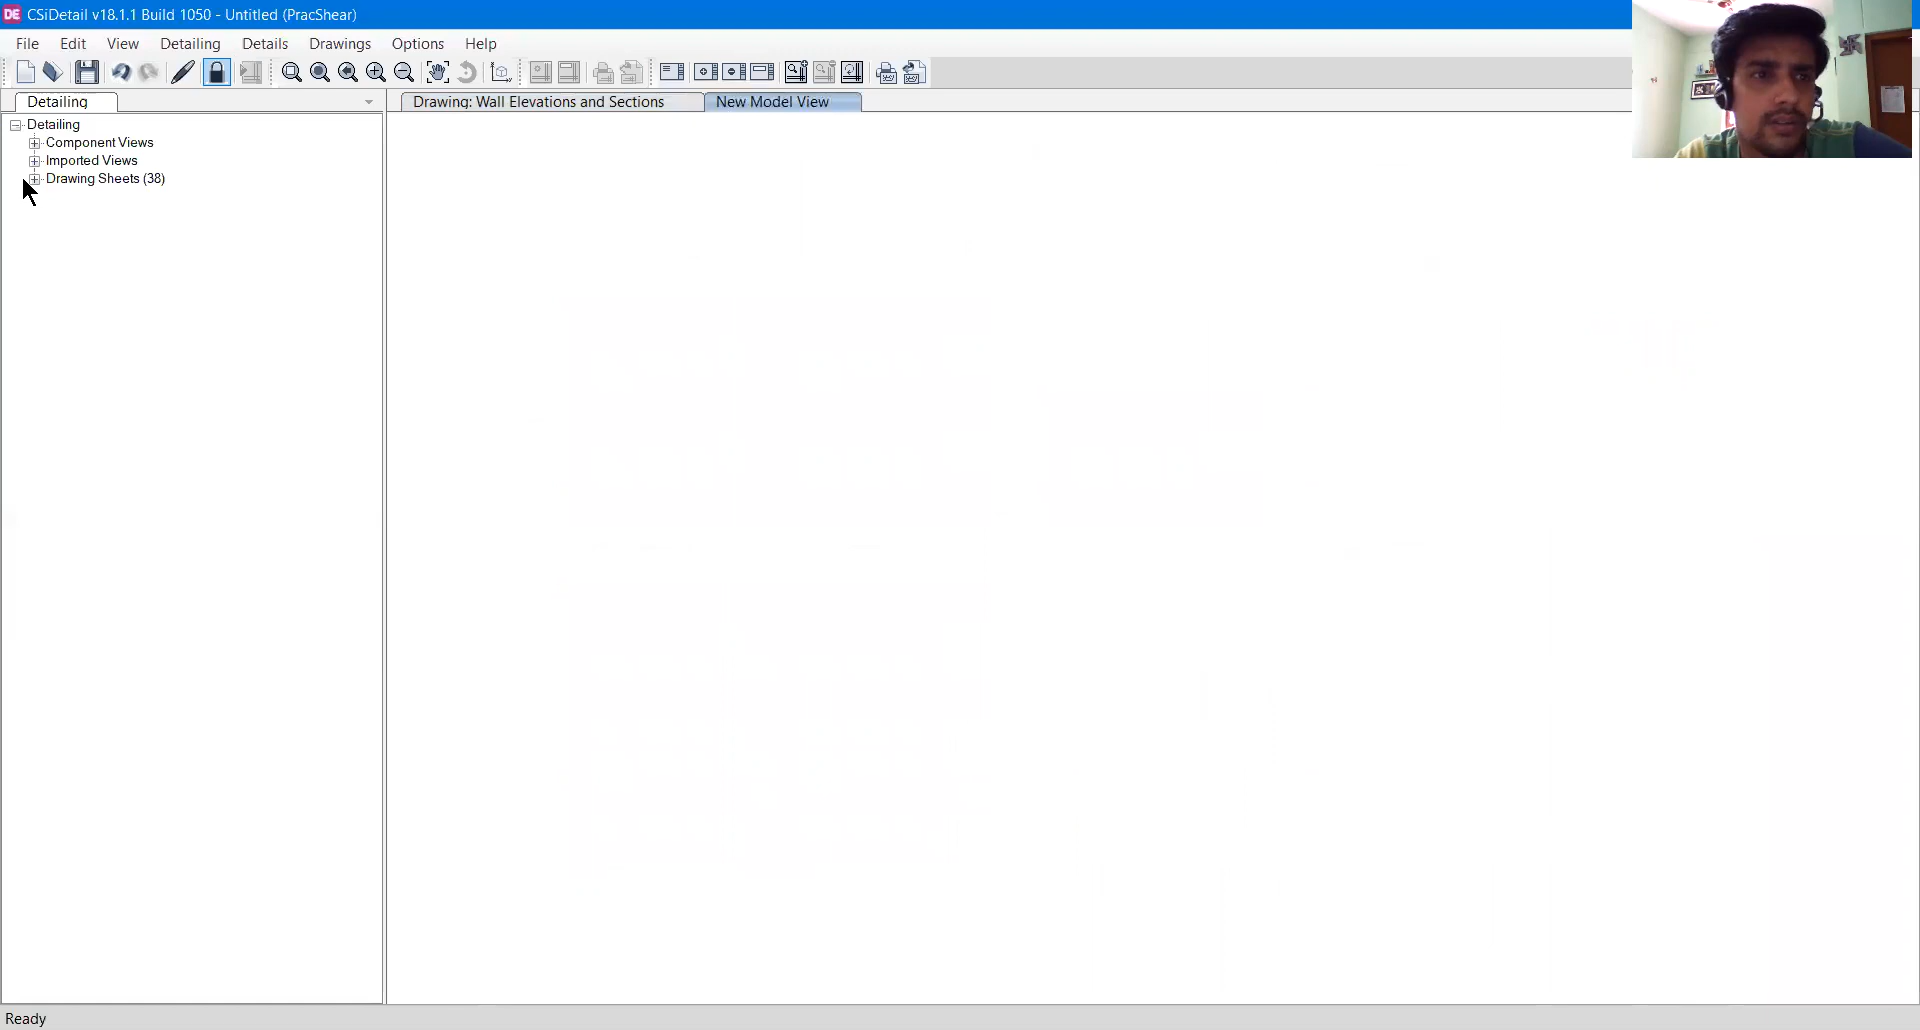 DE CSiDetail v18.1.1 Build 1050 - Untitled (PracShear)
File Edit View Detailing Details Drawings Options Help
Detailing
Drawing: Wall Elevations and Sections
New Model View
Detailing
Component Views
Imported Views
Drawing Sheets (38)
Ready